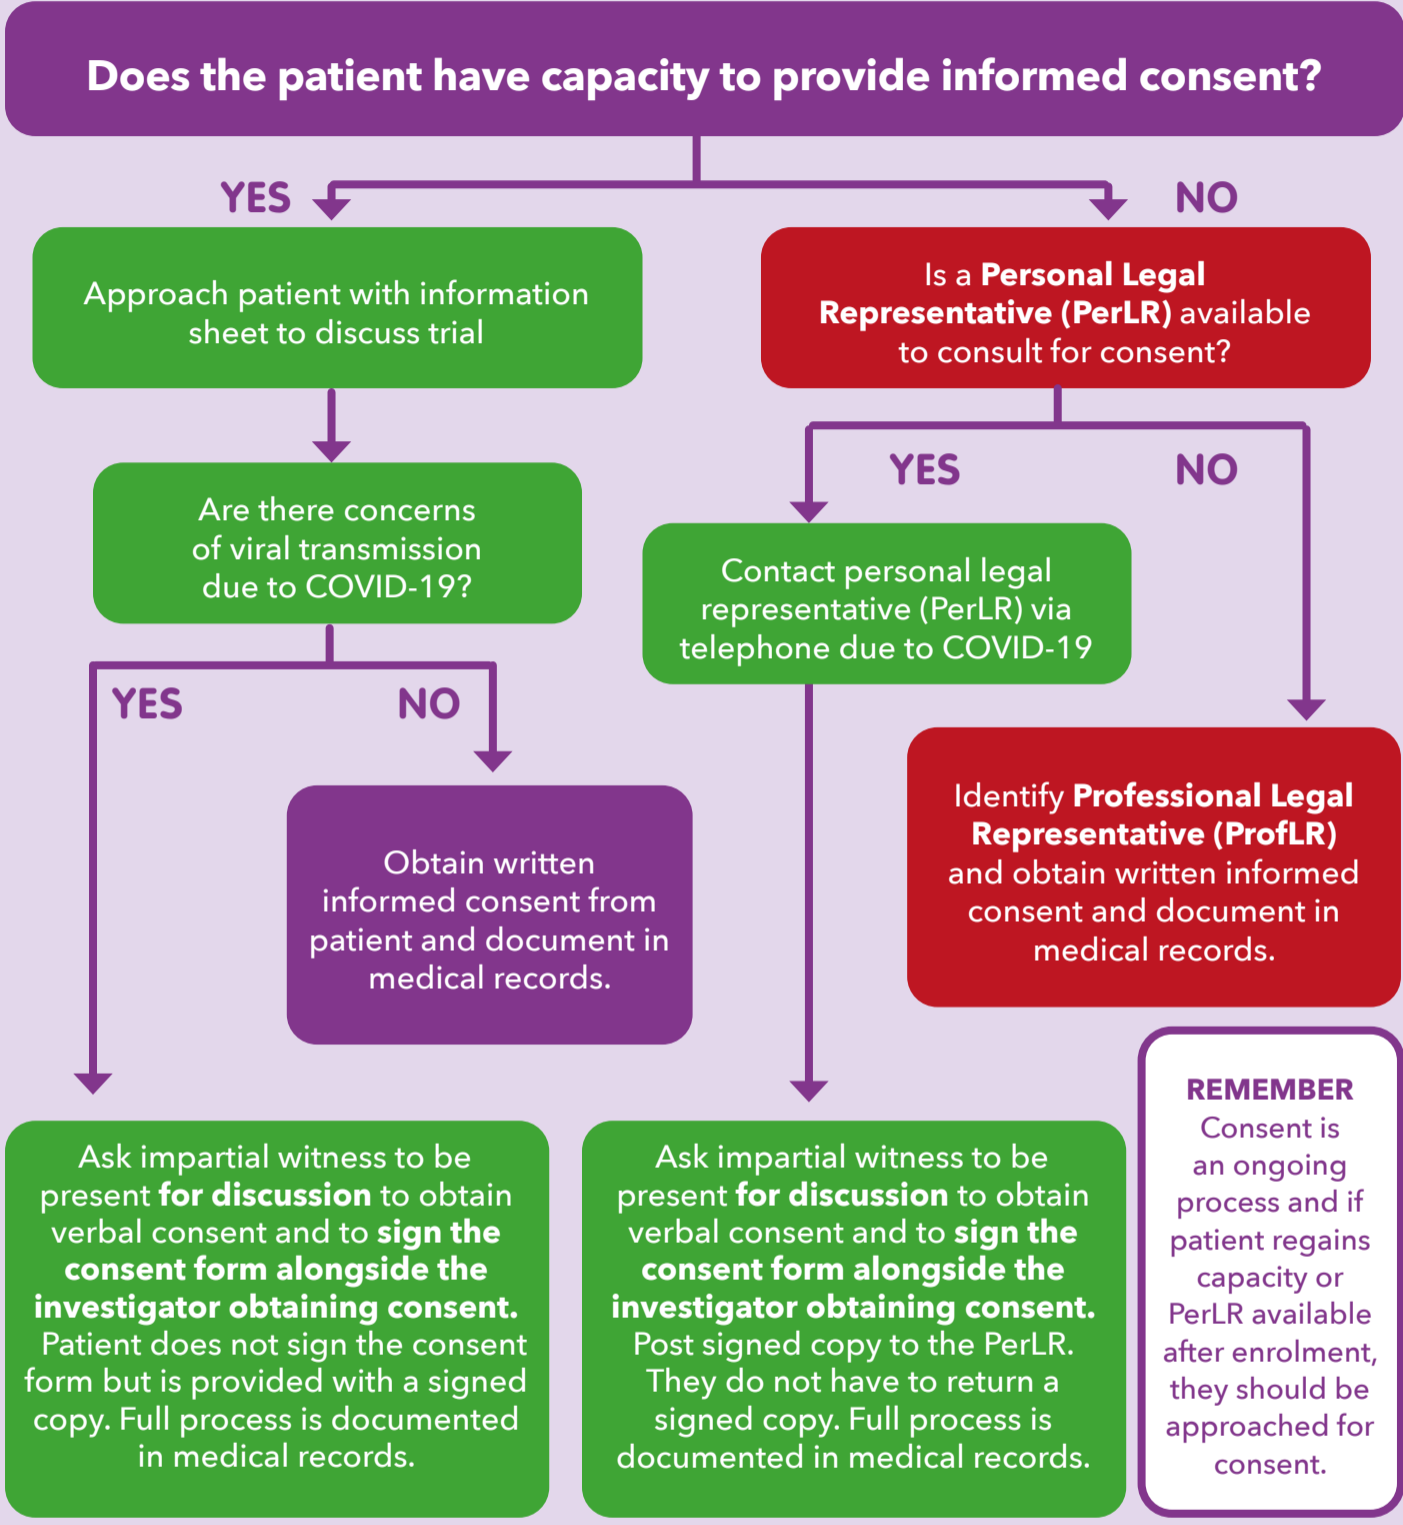 Does the patient have capacity to provide informed consent?
YES
NO
Approach patient with information
sheet to discuss trial
Is a Personal Legal
Representative (PerLR) available
to consult for consent?
Are there concerns
of viral transmission
due to COVID-19?
YES
NO
Contact personal legal
representative (PerLR) via
telephone due to COVID-19
YES
NO
Obtain written
informed consent from
patient and document in
medical records.
Identify Professional Legal
Representative (ProfLR)
and obtain written informed
consent and document in
medical records.
Ask impartial witness to be
present for discussion to obtain
verbal consent and to sign the
consent form alongside the
investigator obtaining consent.
Patient does not sign the consent
form but is provided with a signed
copy. Full process is documented
in medical records.
Ask impartial witness to be
present for discussion to obtain
verbal consent and to sign the
consent form alongside the
investigator obtaining consent.
Post signed copy to the PerLR.
They do not have to return a
signed copy. Full process is
documented in medical records.
REMEMBER
Consent is
an ongoing
process and if
patient regains
capacity or
PerLR available
after enrolment,
they should be
approached for
consent.